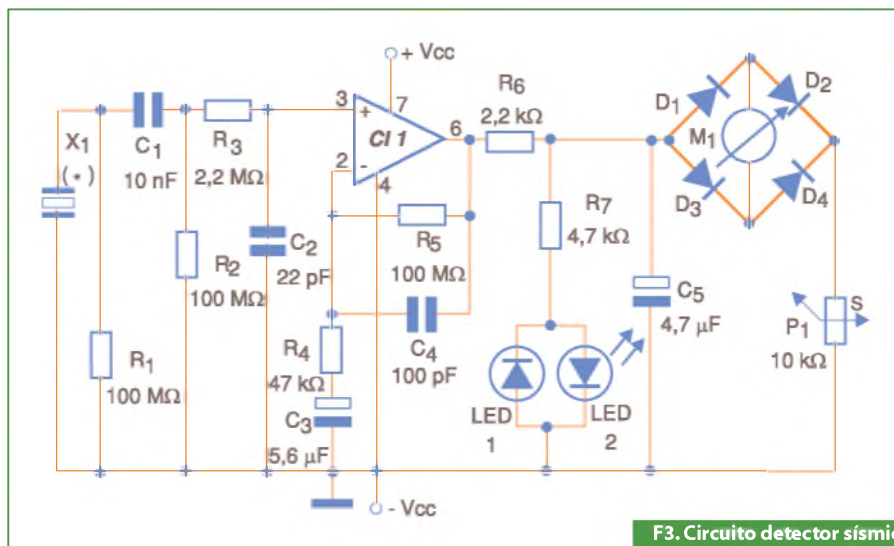 + Vcc
X1
(*)
C1
10 nF
R3
2,2 MΩ
R2
100 MΩ
R1
100 MΩ
C2
22 pF
3
+
CI 1
7
6
2
-
4
R5
100 MΩ
C4
100 pF
R4
47 kΩ
C3
5,6 µF
- Vcc
R6
2,2 kΩ
R7
4,7 kΩ
LED
1
LED
2
C5
4,7 µF
D1
D2
M1
D3
D4
S
P1
10 kΩ
F3. Circuito detector